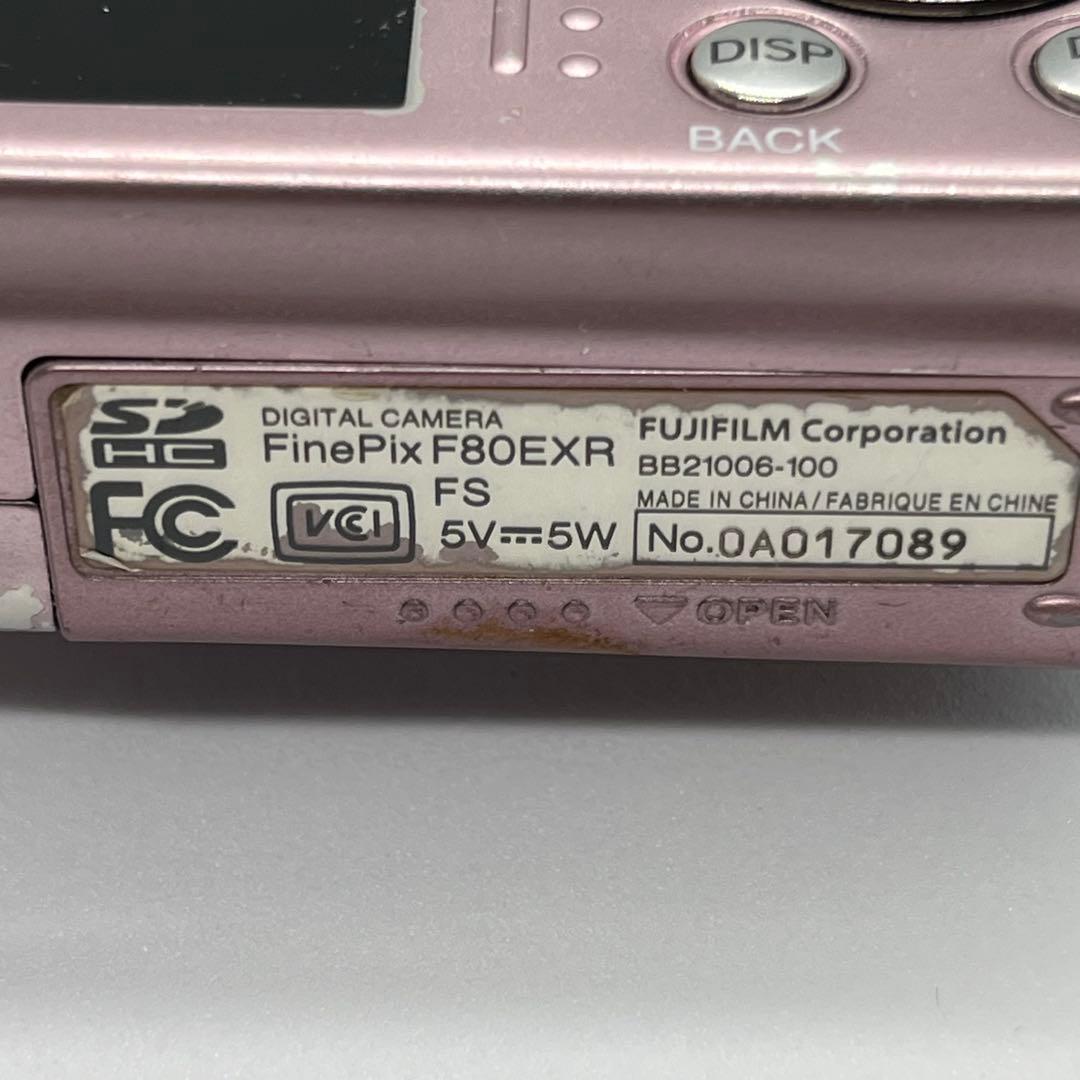 DISP
BACK
SD
HC
FC
DIGITAL CAMERA
FinePix F80EXR
VCCI
FS
5V⎓5W
FUJIFILM Corporation
BB21006-100
MADE IN CHINA/FABRIQUE EN CHINE
No.0A017089
OPEN